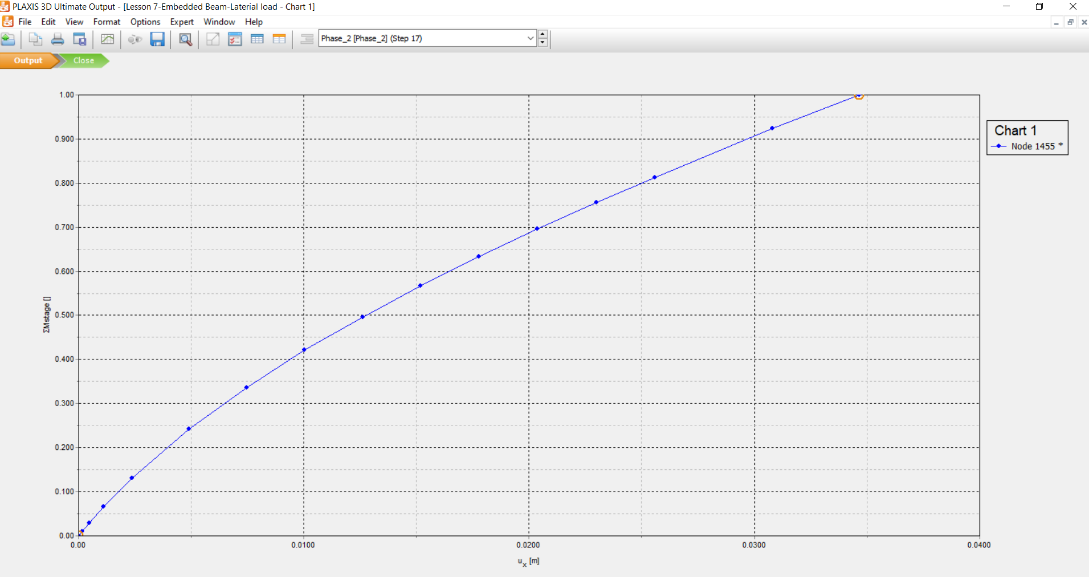 PLAXIS 3D Ultimate Output - [Lesson 7-Embedded Beam-Laterial load - Chart 1]
File Edit View Format Options Expert Window Help
Phase_2 [Phase_2] (Step 17)
Output Close
1.00
0.900
0.800
0.700
0.600
0.500
0.400
0.300
0.200
0.100
0.00
ΣMstage []
0.00 0.0100 0.0200 0.0300 0.0400
uₓ [m]
Chart 1
Node 1455 *